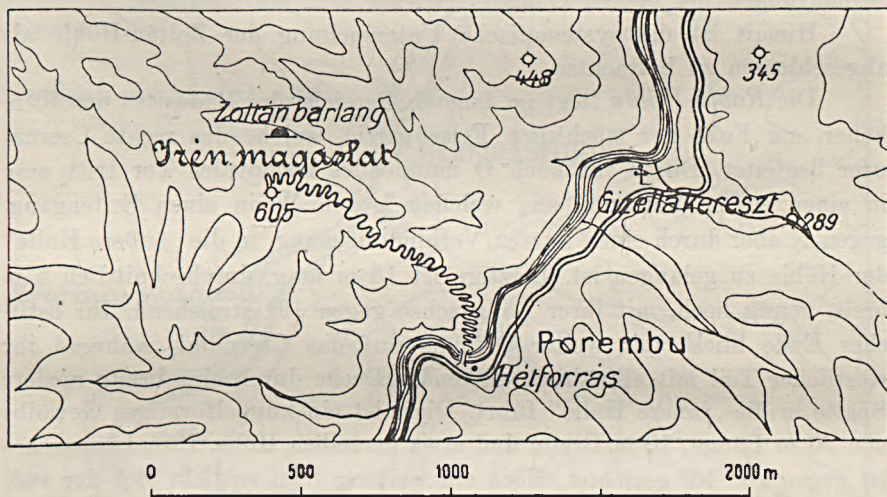 448
345
Zoltán barlang
Irén magaslat
605
Gizella kereszt
289
Porembu
Hétforrás
0 500 1000 2000 m